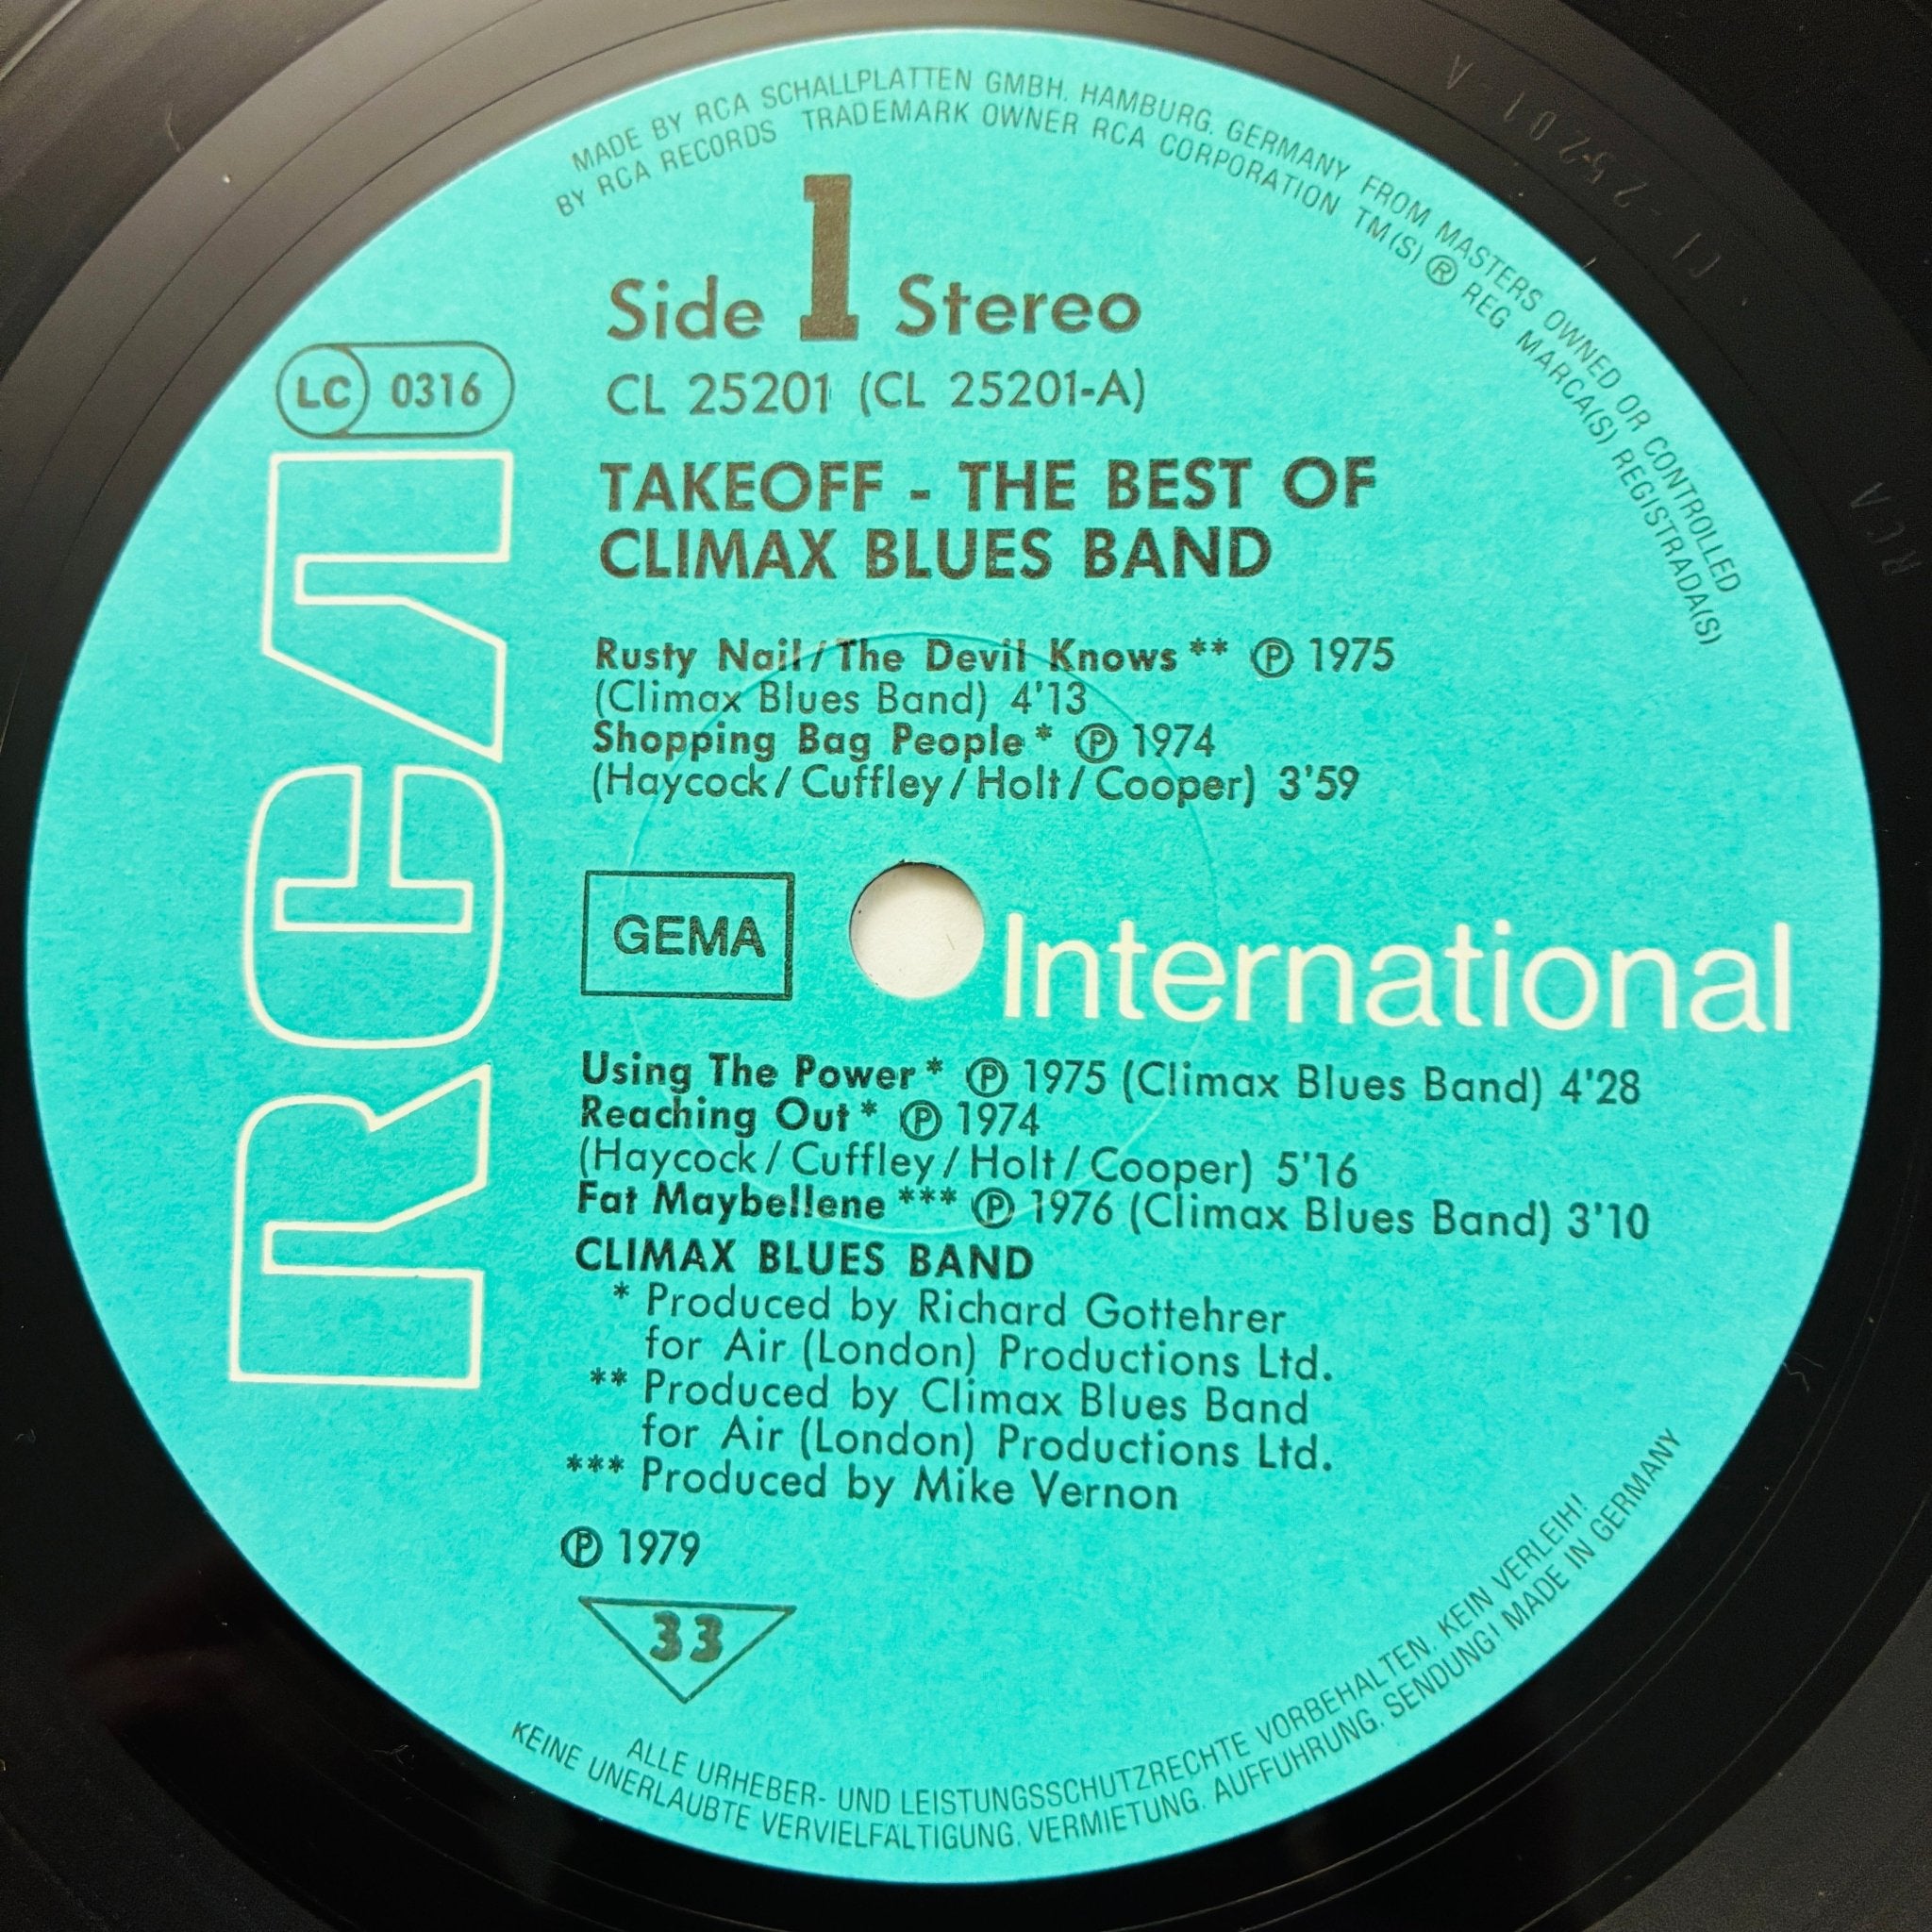 MADE BY RCA SCHALLPLATTEN GMBH. HAMBURG. GERMANY FROM MASTERS OWNED OR CONTROLLED
BY RCA RECORDS TRADEMARK OWNER RCA CORPORATION TM(S) ® REG MARCA(S) REGISTRADA(S)
Side 1 Stereo
LC 0316
CL 25201 (CL 25201-A)
TAKEOFF - THE BEST OF
CLIMAX BLUES BAND
Rusty Nail / The Devil Knows ** Ⓟ 1975
(Climax Blues Band) 4'13
Shopping Bag People * Ⓟ 1974
(Haycock / Cuffley / Holt / Cooper) 3'59
RCA
GEMA
International
Using The Power * Ⓟ 1975 (Climax Blues Band) 4'28
Reaching Out * Ⓟ 1974
(Haycock / Cuffley / Holt / Cooper) 5'16
Fat Maybellene *** Ⓟ 1976 (Climax Blues Band) 3'10
CLIMAX BLUES BAND
* Produced by Richard Gottehrer
for Air (London) Productions Ltd.
** Produced by Climax Blues Band
for Air (London) Productions Ltd.
*** Produced by Mike Vernon
Ⓟ 1979
33
ALLE URHEBER- UND LEISTUNGSSCHUTZRECHTE VORBEHALTEN. KEIN VERLEIH!
KEINE UNERLAUBTE VERVIELFÄLTIGUNG. VERMIETUNG. AUFFÜHRUNG. SENDUNG! MADE IN GERMANY
CL-25201-A
RCA